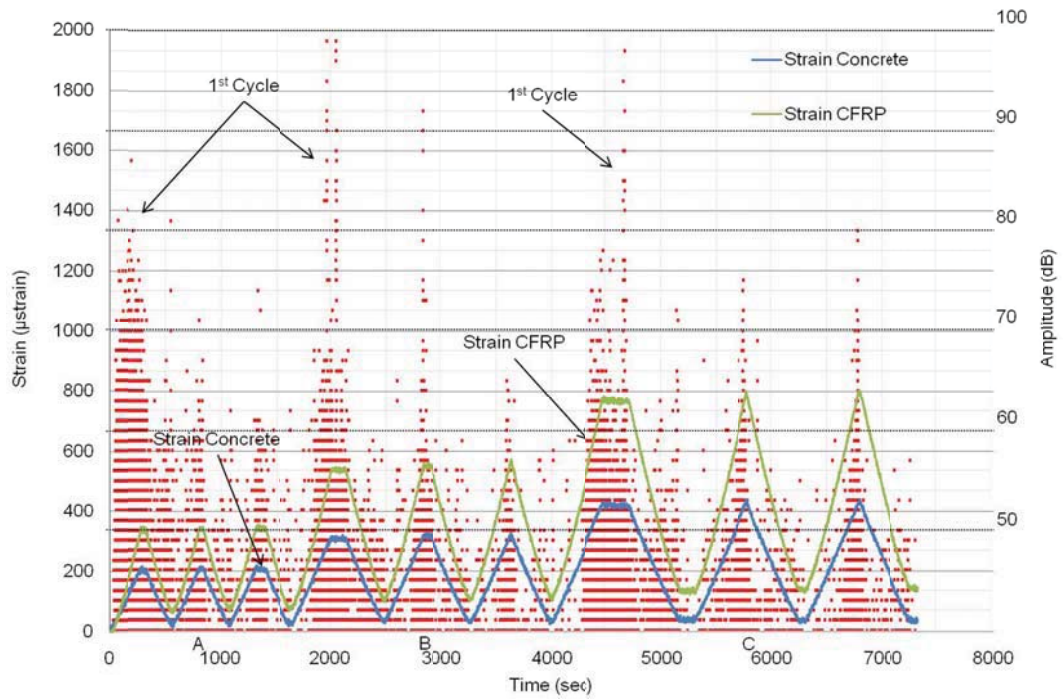 2000
1800
1600
1400
1200
1000
800
600
400
200
0
Strain (µstrain)
100
90
80
70
60
50
Amplitude (dB)
1st Cycle
1st Cycle
Strain Concrete
Strain CFRP
Strain CFRP
Strain Concrete
A
B
C
0
1000
2000
3000
4000
5000
6000
7000
8000
Time (sec)